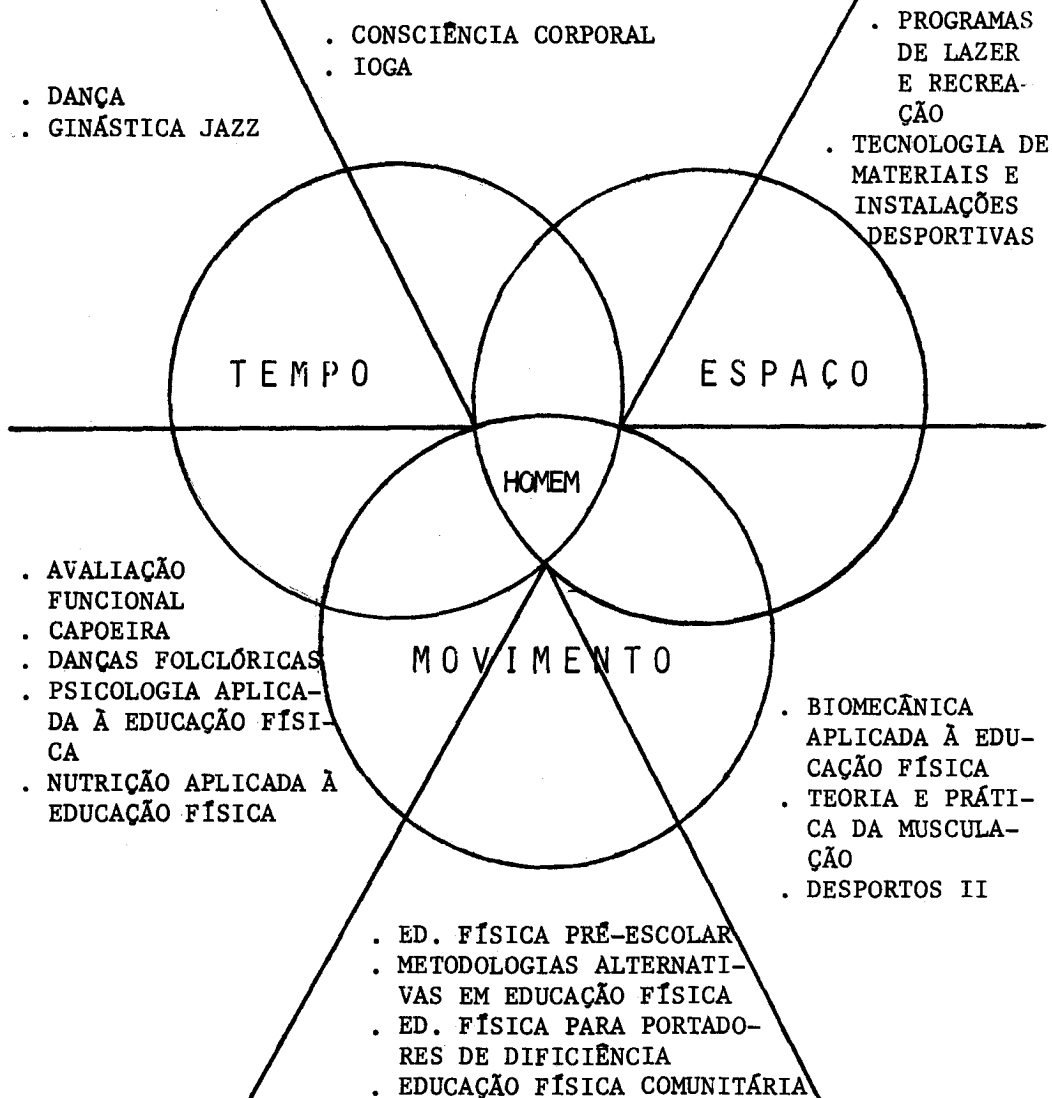 . CONSCIÊNCIA CORPORAL
. IOGA
. DANÇA
. GINÁSTICA JAZZ
. PROGRAMAS
DE LAZER
E RECREA-
ÇÃO
. TECNOLOGIA DE
MATERIAIS E
INSTALAÇÕES
DESPORTIVAS
TEMPO
ESPAÇO
HOMEM
MOVIMENTO
. AVALIAÇÃO
FUNCIONAL
. CAPOEIRA
. DANÇAS FOLCLÓRICAS
. PSICOLOGIA APLICA-
DA À EDUCAÇÃO FÍSI-
CA
. NUTRIÇÃO APLICADA À
EDUCAÇÃO FÍSICA
. BIOMECÂNICA
APLICADA À EDU-
CAÇÃO FÍSICA
. TEORIA E PRÁTI-
CA DA MUSCULA-
ÇÃO
. DESPORTOS II
. ED. FÍSICA PRÉ-ESCOLAR
. METODOLOGIAS ALTERNATI-
VAS EM EDUCAÇÃO FÍSICA
. ED. FÍSICA PARA PORTADO-
RES DE DIFICIÊNCIA
. EDUCAÇÃO FÍSICA COMUNITÁRIA